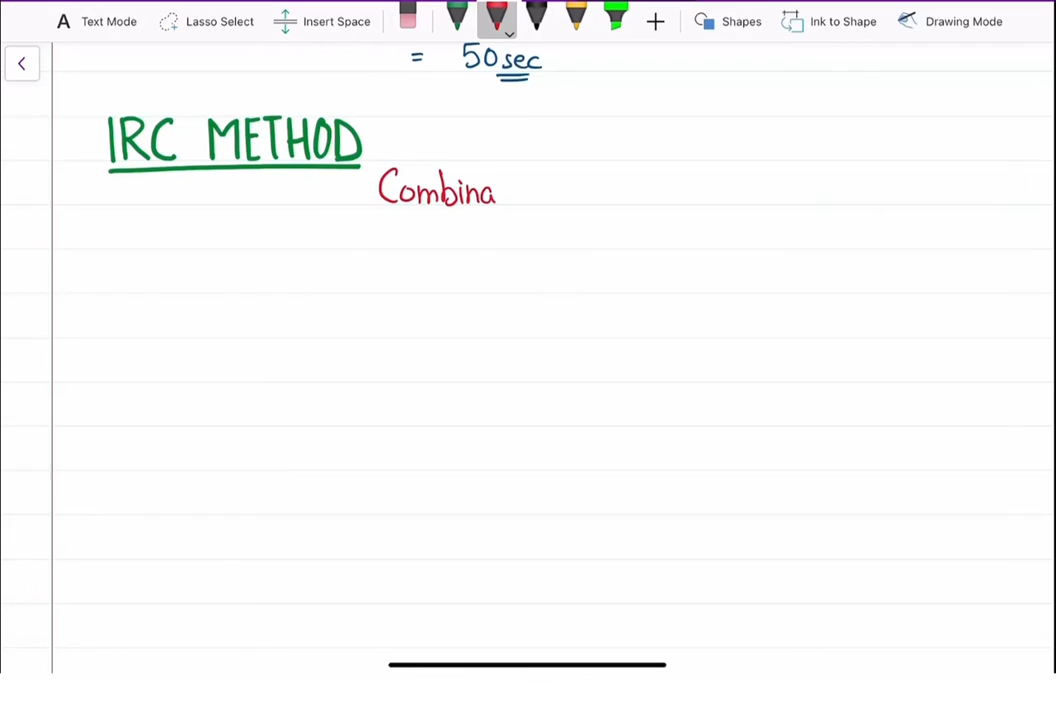 A Text Mode Lasso Select Insert Space Shapes Ink to Shape Drawing Mode
= 50sec
IRC METHOD
Combina